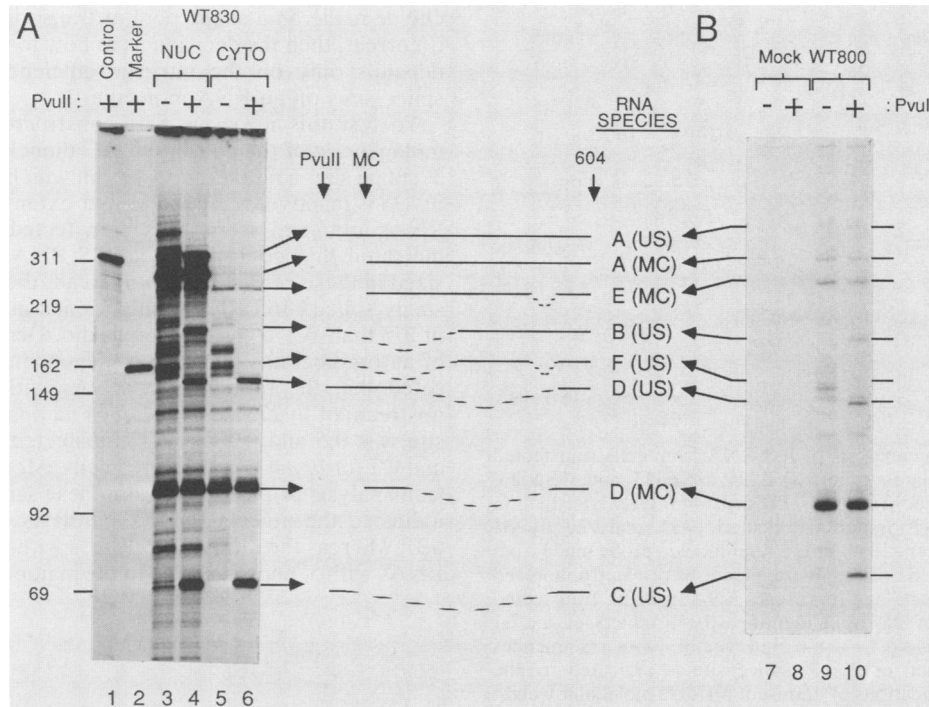 A
B
WT830
Control
Marker
NUC
CYTO
Mock WT800
PvuII : + + - + - +
- + - + : PvuI
RNA
SPECIES
PvuII MC
604
311
219
162
149
92
69
A (US)
A (MC)
E (MC)
B (US)
F (US)
D (US)
D (MC)
C (US)
1 2 3 4 5 6
7 8 9 10